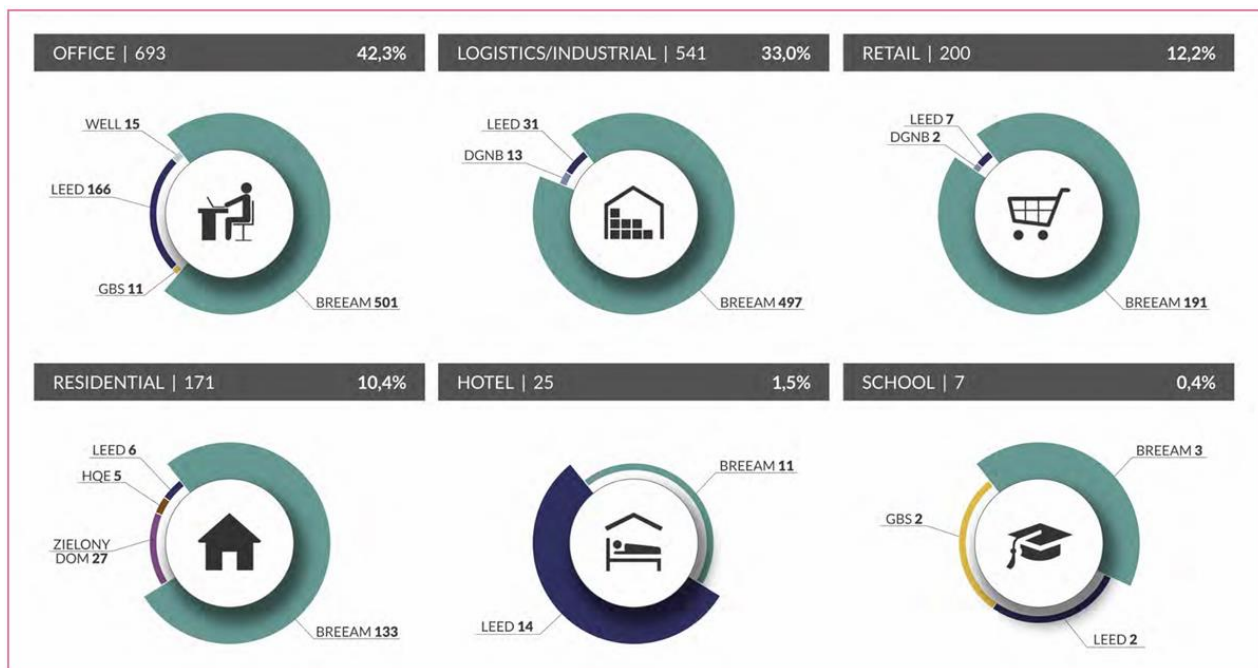 OFFICE | 693 42,3%
WELL 15
LEED 166
GBS 11
BREEAM 501
LOGISTICS/INDUSTRIAL | 541 33,0%
LEED 31
DGNB 13
BREEAM 497
RETAIL | 200 12,2%
LEED 7
DGNB 2
BREEAM 191
RESIDENTIAL | 171 10,4%
LEED 6
HQE 5
ZIELONY
DOM 27
BREEAM 133
HOTEL | 25 1,5%
BREEAM 11
LEED 14
SCHOOL | 7 0,4%
BREEAM 3
GBS 2
LEED 2